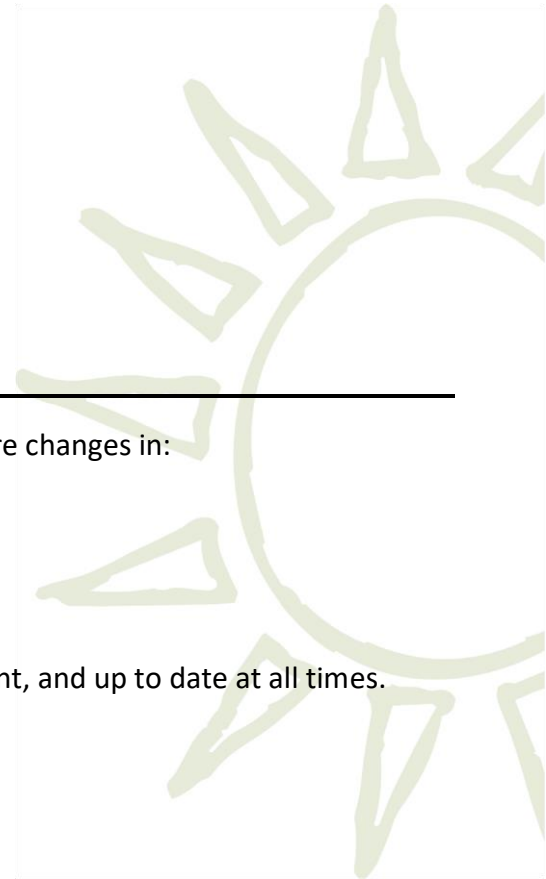 re changes in:
nt, and up to date at all times.